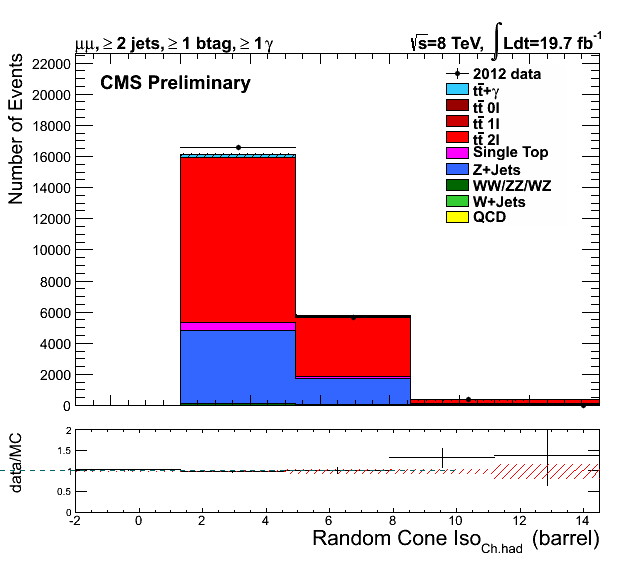 μμ, ≥ 2 jets, ≥ 1 btag, ≥ 1 γ
√s=8 TeV, ∫Ldt=19.7 fb⁻¹
CMS Preliminary
2012 data
tt̄+γ
tt̄ 0l
tt̄ 1l
tt̄ 2l
Single Top
Z+Jets
WW/ZZ/WZ
W+Jets
QCD
Number of Events
22000
20000
18000
16000
14000
12000
10000
8000
6000
4000
2000
0
data/MC
2
1.5
1
0.5
0
-2 0 2 4 6 8 10 12 14
Random Cone Iso Ch.had (barrel)